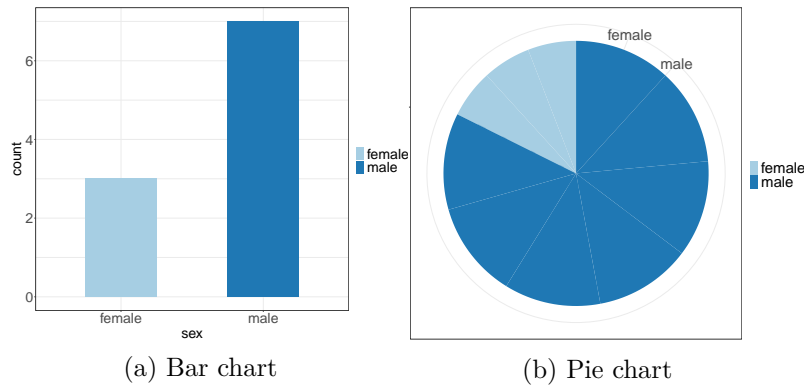 6
4
2
0
count
female
male
sex
female
male
(a) Bar chart
female
male
female
male
(b) Pie chart